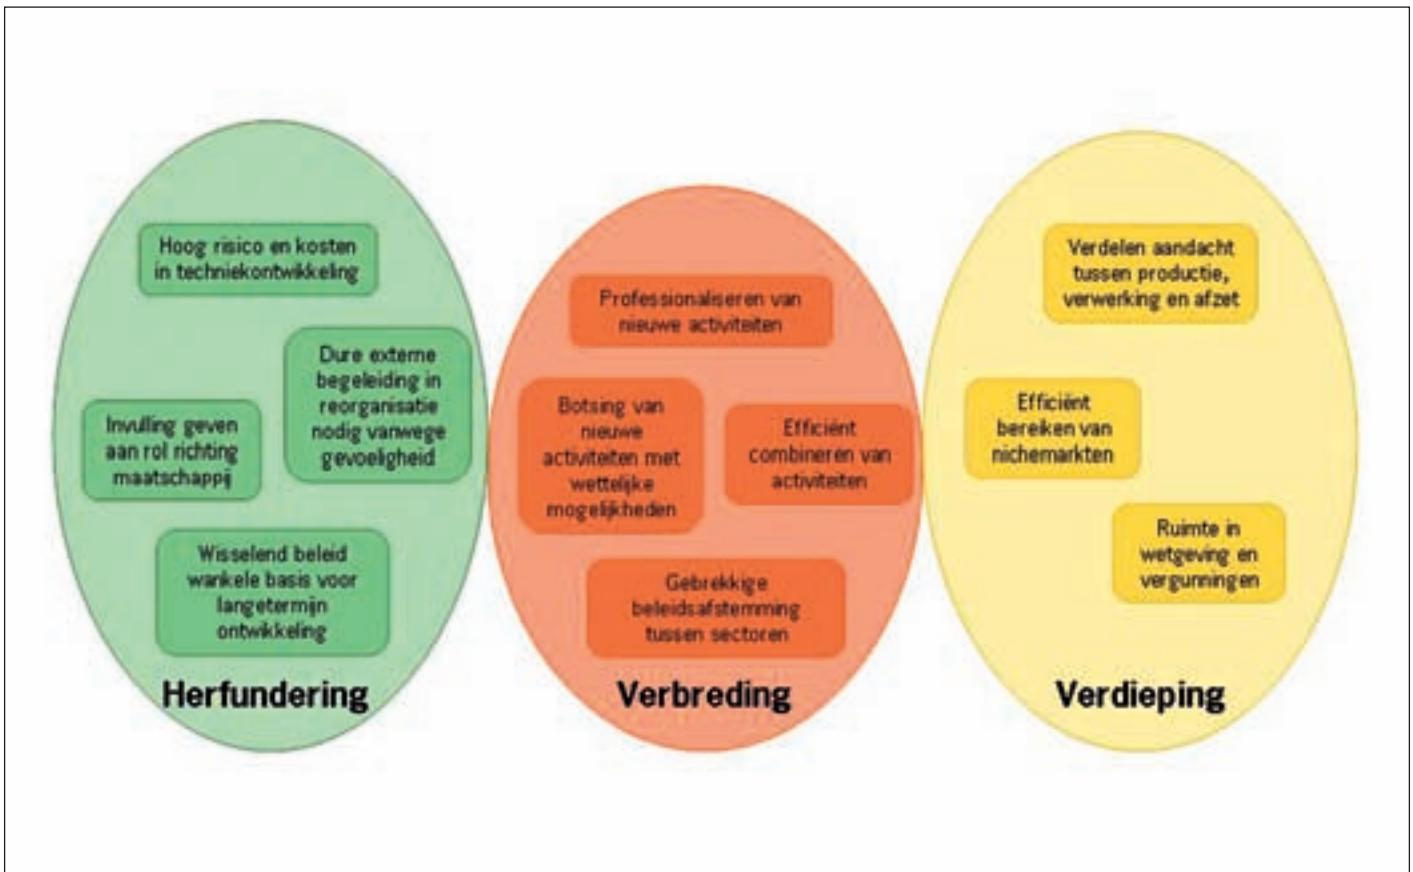 Hoog risico en kosten
in techniekontwikkeling
Dure externe
begeleiding in
reorganisatie
nodig vanwege
gevoeligheid
Invulling geven
aan rol richting
maatschappij
Wisselend beleid
wankele basis voor
langetermijn
ontwikkeling
Herfundering
Professionaliseren van
nieuwe activiteiten
Botsing van
nieuwe
activiteiten met
wettelijke
mogelijkheden
Efficiënt
combineren van
activiteiten
Gebrekkige
beleidsafstemming
tussen sectoren
Verbreding
Verdelen aandacht
tussen productie,
verwerking en afzet
Efficiënt
bereiken van
nichemarkten
Ruimte in
wetgeving en
vergunningen
Verdieping